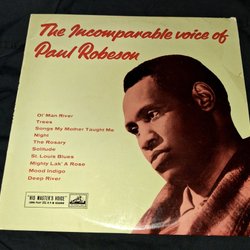 The Incomparable voice of
Paul Robeson
Ol' Man River
Trees
Songs My Mother Taught Me
Night
The Rosary
Solitude
St. Louis Blues
Mighty Lak' A Rose
Mood Indigo
Deep River
"HIS MASTER'S VOICE"